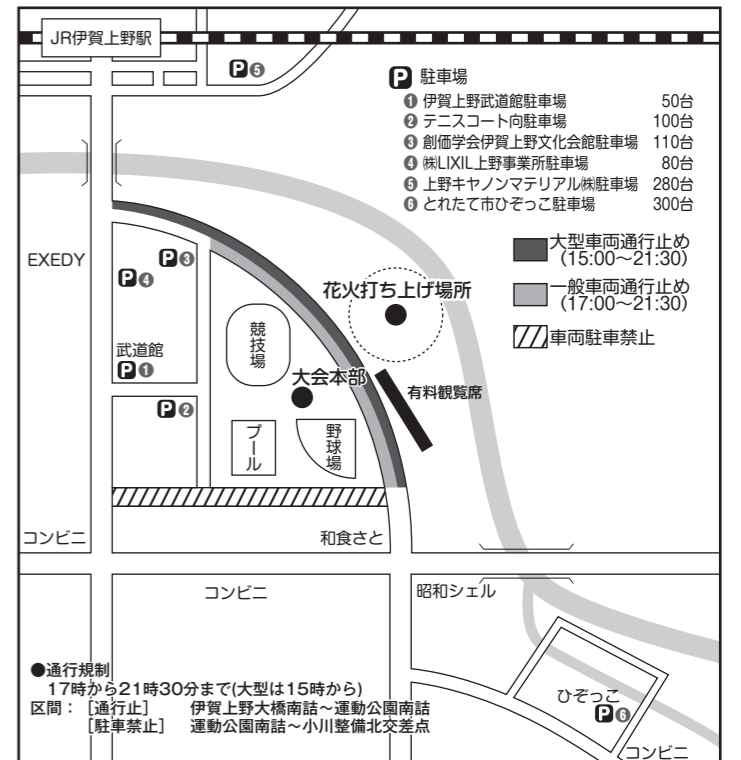 JR伊賀上野駅
P❺
P 駐車場
❶ 伊賀上野武道館駐車場 50台
❷ テニスコート向駐車場 100台
❸ 創価学会伊賀上野文化会館駐車場 110台
❹ ㈱LIXIL上野事業所駐車場 80台
❺ 上野キヤノンマテリアル㈱駐車場 280台
❻ とれたて市ひぞっこ駐車場 300台
大型車両通行止め
(15:00〜21:30)
一般車両通行止め
(17:00〜21:30)
車両駐車禁止
EXEDY
P❸
P❹
花火打ち上げ場所
競技場
武道館
P❶
大会本部
有料観覧席
P❷
プール
野球場
コンビニ
和食さと
コンビニ
昭和シェル
●通行規制
17時から21時30分まで(大型は15時から)
区間：［通行止］ 伊賀上野大橋南詰〜運動公園南詰
［駐車禁止］ 運動公園南詰〜小川整備北交差点
ひぞっこ
P❻
コンビニ